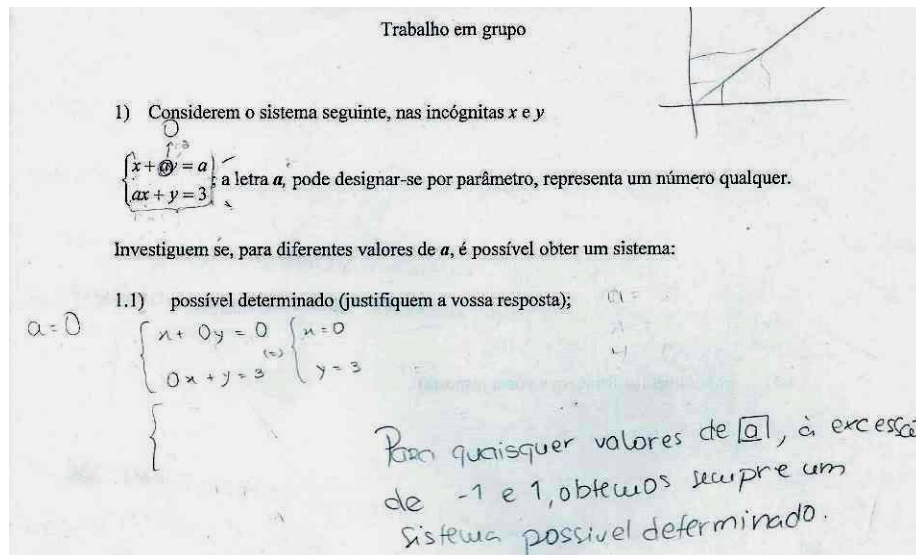 Trabalho em grupo
1) Considerem o sistema seguinte, nas incógnitas x e y
0
{x + ay = a
{ax + y = 3 ; a letra a, pode designar-se por parâmetro, representa um número qualquer.
Investiguem se, para diferentes valores de a, é possível obter um sistema:
1.1) possível determinado (justifiquem a vossa resposta);
a =
x =
y
a=0 { x + 0y = 0 (=) { x = 0
{ 0x + y = 3 { y = 3
{
Para quaisquer valores de a, à excessão
de -1 e 1, obtemos sempre um
sistema possivel determinado.